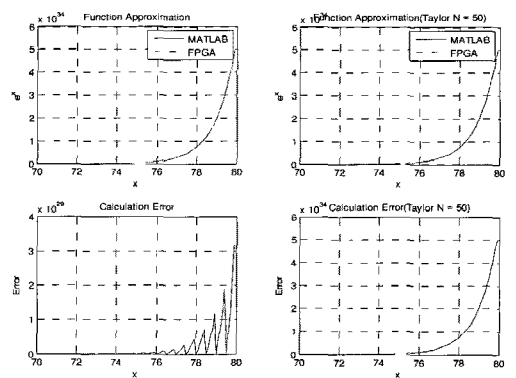 x 10^34 Function Approximation
6
5
4
3
2
1
0
e^x
MATLAB
FPGA
70 72 74 76 78 80
x
x 10^34 Function Approximation(Taylor N = 50)
6
5
4
3
2
1
0
e^x
MATLAB
FPGA
70 72 74 76 78 80
x
x 10^29 Calculation Error
4
3
2
1
0
Error
70 72 74 76 78 80
x
x 10^34 Calculation Error(Taylor N = 50)
6
5
4
3
2
1
0
Error
70 72 74 76 78 80
x